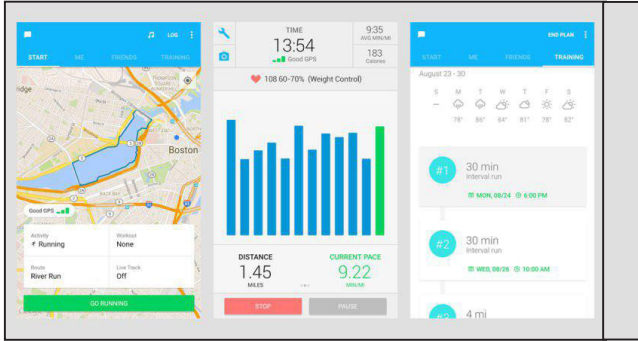 LOG
START
ME
FRIENDS
TRAINING
Boston
Good GPS
Activity
Running
Workout
None
Route
River Run
Live Track
Off
GO RUNNING
TIME
13:54
Good GPS
9:35
AVG MIN/MI
183
Calories
108 60-70% (Weight Control)
DISTANCE
1.45
MILES
CURRENT PACE
9.22
MIN/MI
STOP
PAUSE
END PLAN
START
ME
FRIENDS
TRAINING
August 23 - 30
S M T W T F S
78° 86° 84° 81° 78° 82°
#1
30 min
Interval run
MON, 08/24 6:00 PM
#2
30 min
Interval run
WED, 08/26 10:00 AM
4 mi